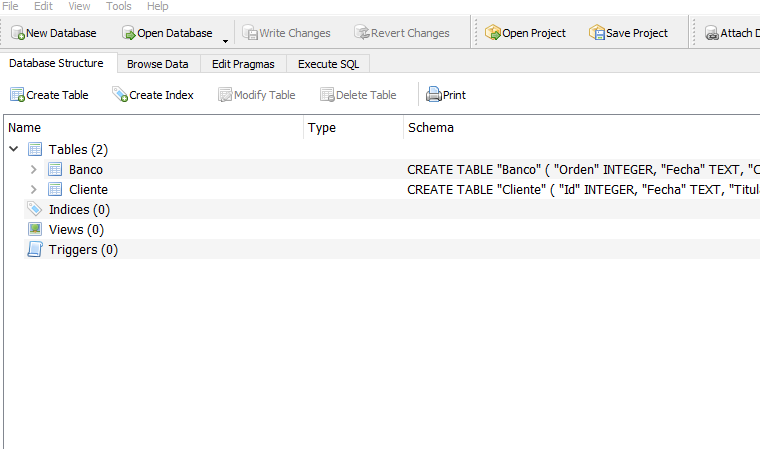 File Edit View Tools Help
New Database Open Database Write Changes Revert Changes Open Project Save Project Attach D
Database Structure Browse Data Edit Pragmas Execute SQL
Create Table Create Index Modify Table Delete Table Print
Name Type Schema
Tables (2)
Banco CREATE TABLE "Banco" ( "Orden" INTEGER, "Fecha" TEXT, "C
Cliente CREATE TABLE "Cliente" ( "Id" INTEGER, "Fecha" TEXT, "Titul
Indices (0)
Views (0)
Triggers (0)